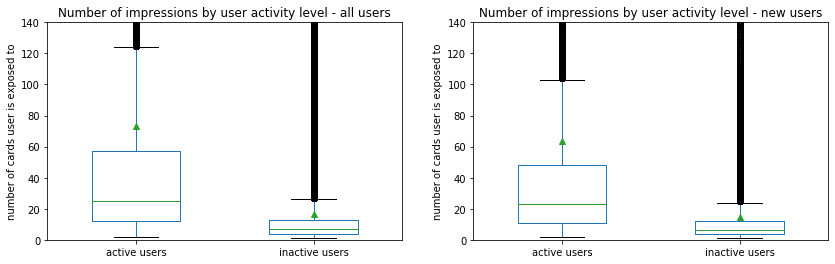 Number of impressions by user activity level - all users
number of cards user is exposed to
140
120
100
80
60
40
20
0
active users
inactive users
Number of impressions by user activity level - new users
number of cards user is exposed to
140
120
100
80
60
40
20
0
active users
inactive users